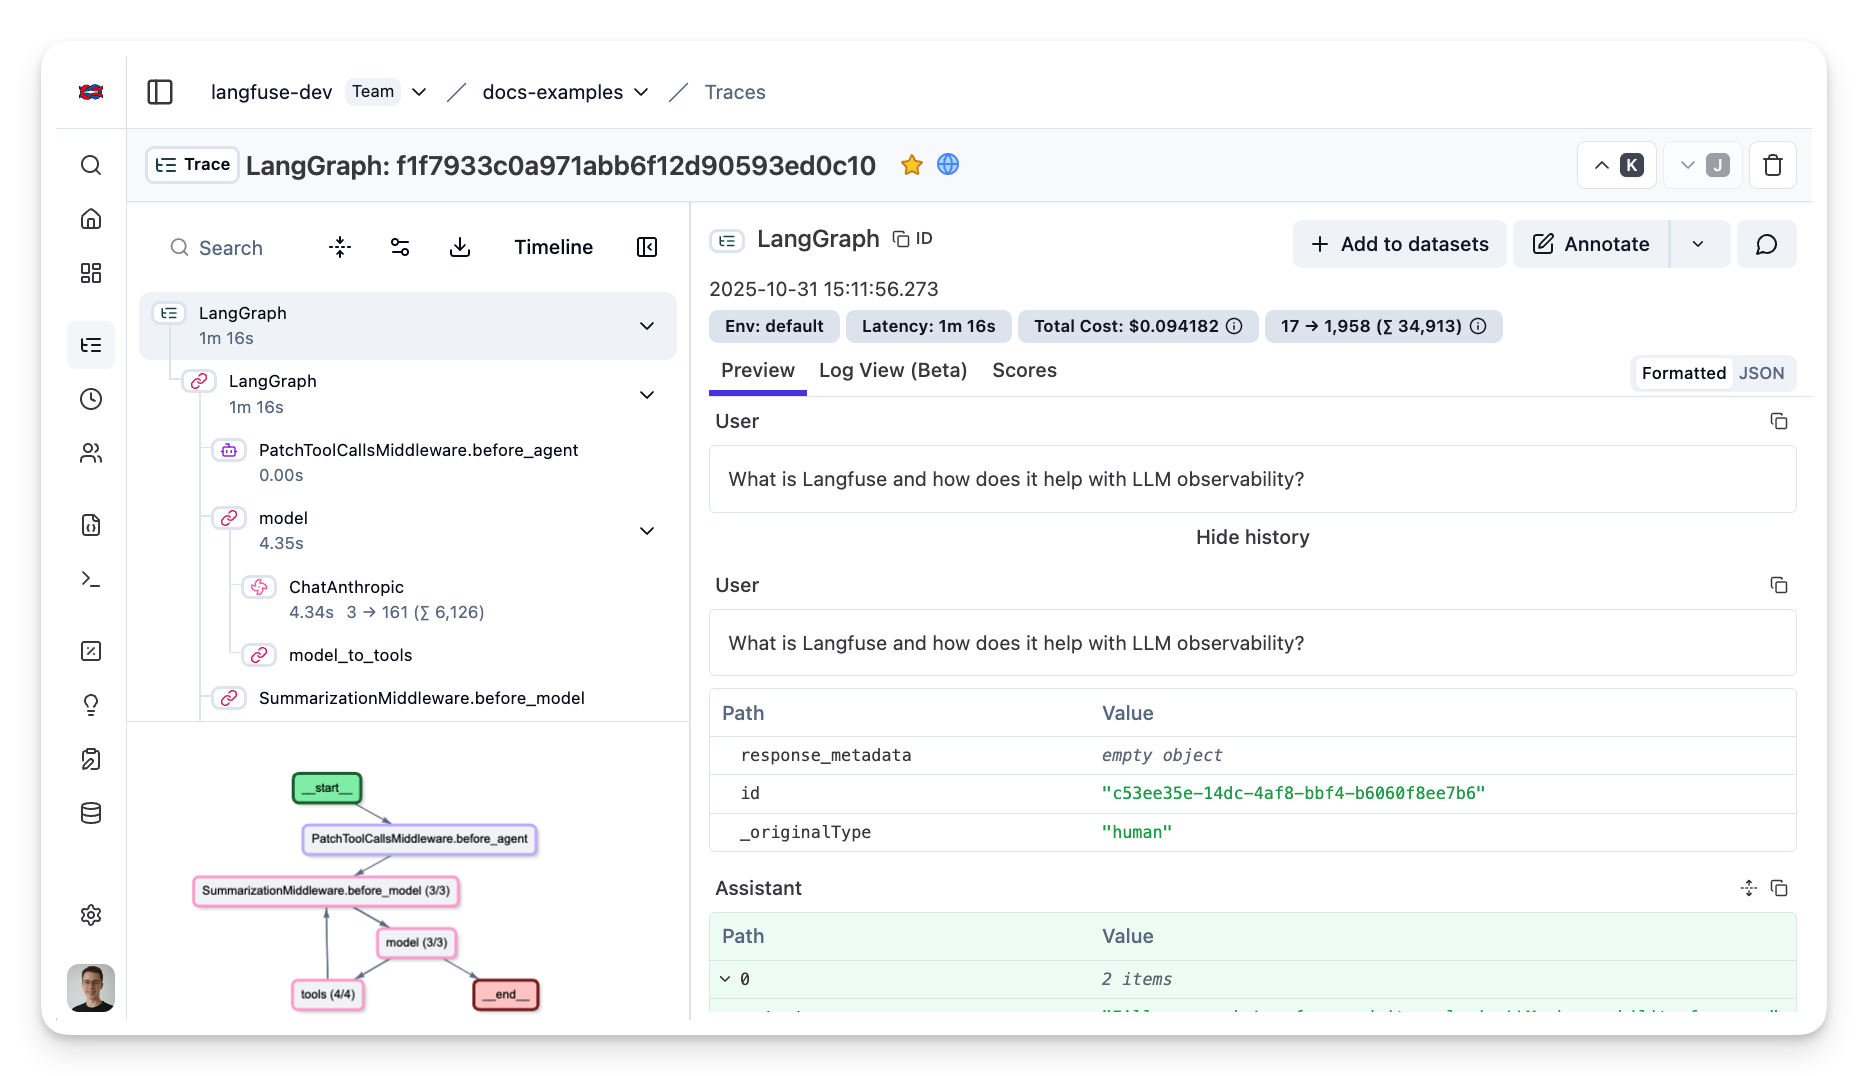 langfuse-dev Team docs-examples Traces
Trace LangGraph: f1f7933c0a971abb6f12d90593ed0c10 K J
Search Timeline
LangGraph
1m 16s
LangGraph
1m 16s
PatchToolCallsMiddleware.before_agent
0.00s
model
4.35s
ChatAnthropic
4.34s 3 → 161 (∑ 6,126)
model_to_tools
SummarizationMiddleware.before_model
__start__
PatchToolCallsMiddleware.before_agent
SummarizationMiddleware.before_model (3/3)
model (3/3)
tools (4/4)
__end__
LangGraph ID
Add to datasets Annotate
2025-10-31 15:11:56.273
Env: default Latency: 1m 16s Total Cost: $0.094182 17 → 1,958 (∑ 34,913)
Preview Log View (Beta) Scores Formatted JSON
User
What is Langfuse and how does it help with LLM observability?
Hide history
User
What is Langfuse and how does it help with LLM observability?
Path Value
response_metadata empty object
id "c53ee35e-14dc-4af8-bbf4-b6060f8ee7b6"
_originalType "human"
Assistant
Path Value
0 2 items